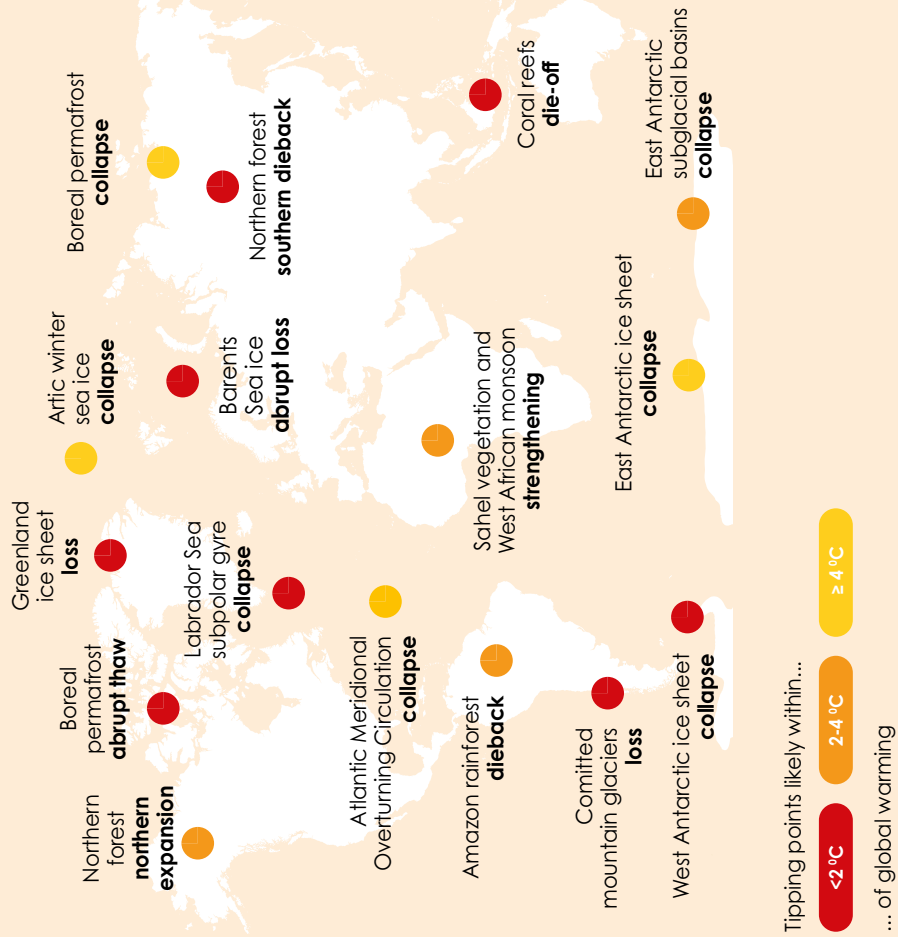 Northern
forest
northern
expansion
Boreal
permafrost
abrupt thaw
Greenland
ice sheet
loss
Labrador Sea
subpolar gyre
collapse
Artic winter
sea ice
collapse
Barents
Sea ice
abrupt loss
Boreal permafrost
collapse
Northern forest
southern dieback
Atlantic Meridional
Overturning Circulation
collapse
Amazon rainforest
dieback
Comitted
mountain glaciers
loss
West Antarctic ice sheet
collapse
Sahel vegetation and
West African monsoon
strengthening
East Antarctic ice sheet
collapse
Coral reefs
die-off
East Antarctic
subglacial basins
collapse
Tipping points likely within...
<2 ºC
2-4 ºC
≥ 4 ºC
... of global warming